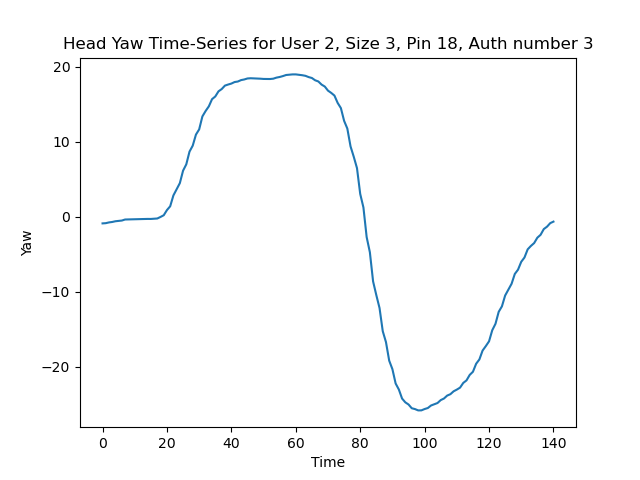 Head Yaw Time-Series for User 2, Size 3, Pin 18, Auth number 3
20
10
0
−10
−20
Yaw
0 20 40 60 80 100 120 140
Time